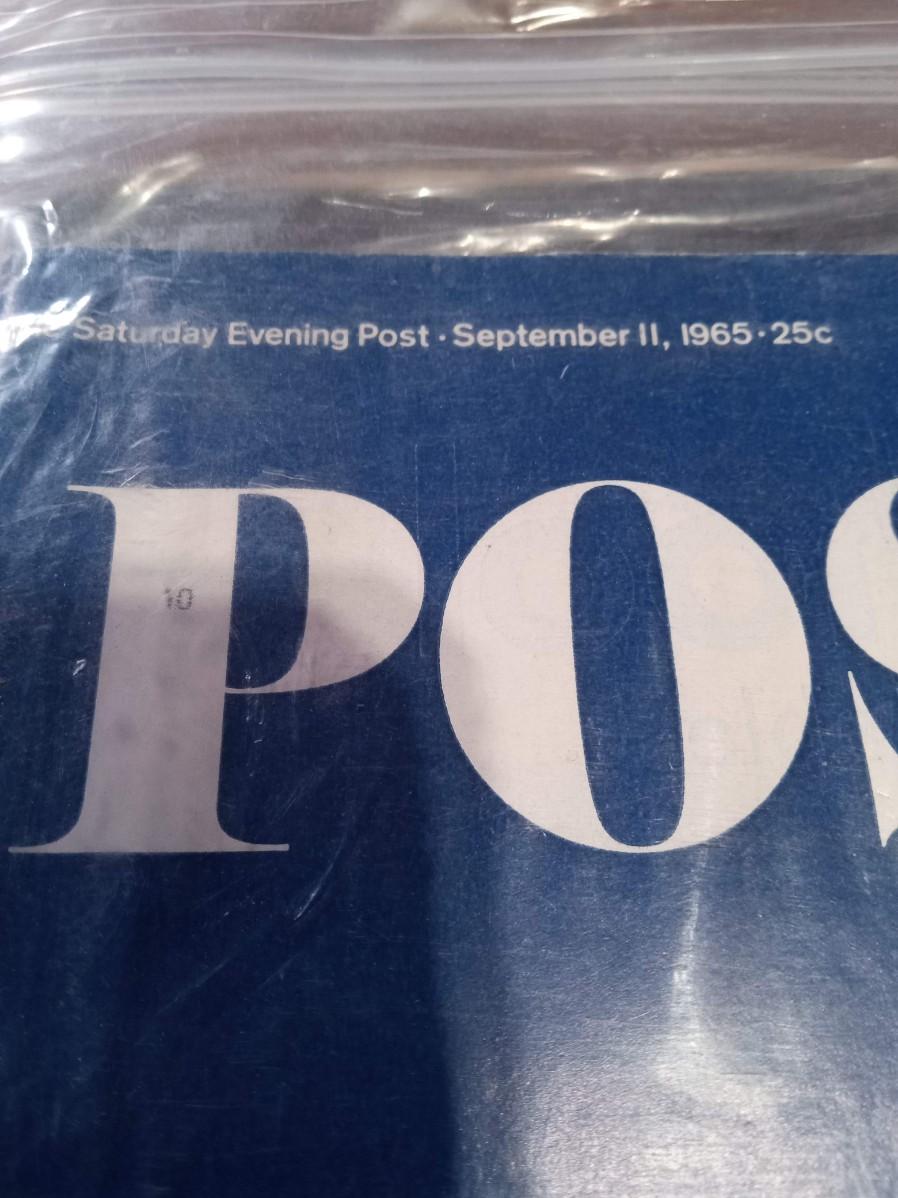 Saturday Evening Post · September 11, 1965 · 25c
POS
10